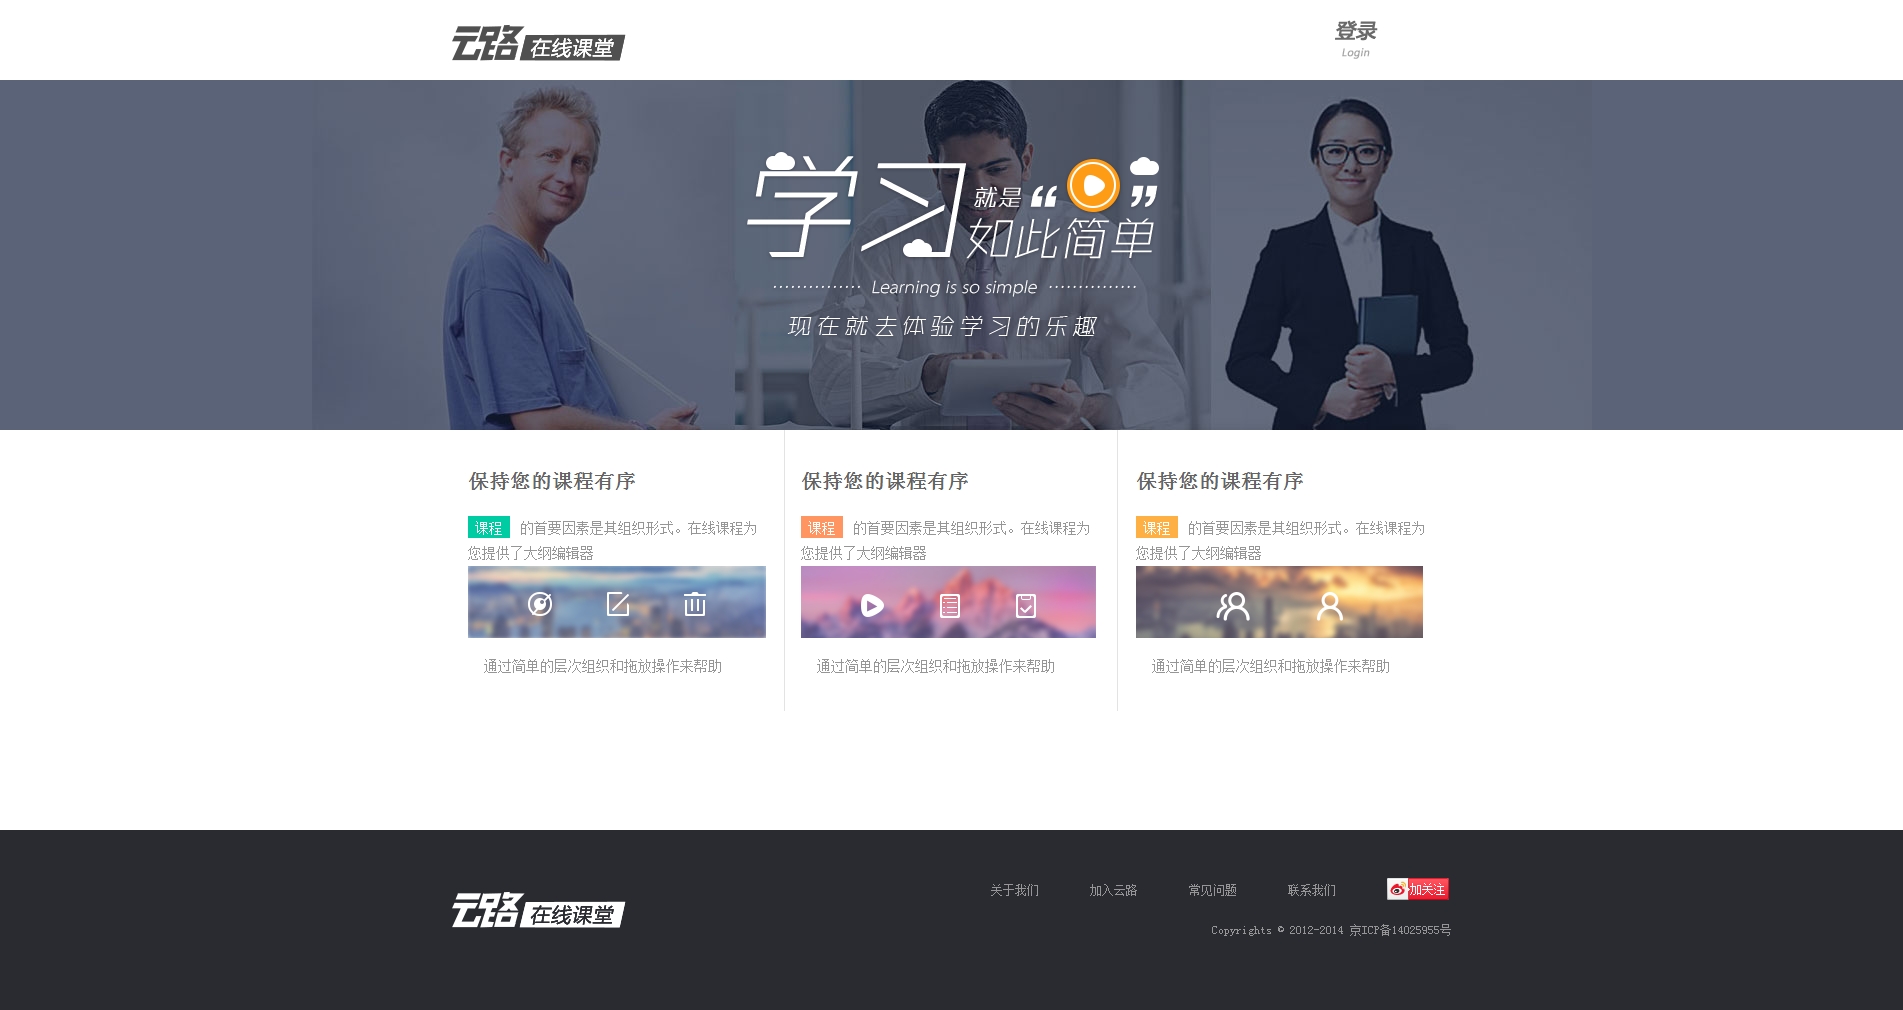 云路在线课堂
登录
Login
学习就是“ ”
如此简单
Learning is so simple
现在就去体验学习的乐趣
保持您的课程有序
课程 的首要因素是其组织形式。在线课程为
您提供了大纲编辑器
通过简单的层次组织和拖放操作来帮助
保持您的课程有序
课程 的首要因素是其组织形式。在线课程为
您提供了大纲编辑器
通过简单的层次组织和拖放操作来帮助
保持您的课程有序
课程 的首要因素是其组织形式。在线课程为
您提供了大纲编辑器
通过简单的层次组织和拖放操作来帮助
云路在线课堂
关于我们 加入云路 常见问题 联系我们 加关注
Copyrights © 2012-2014 京ICP备14025955号